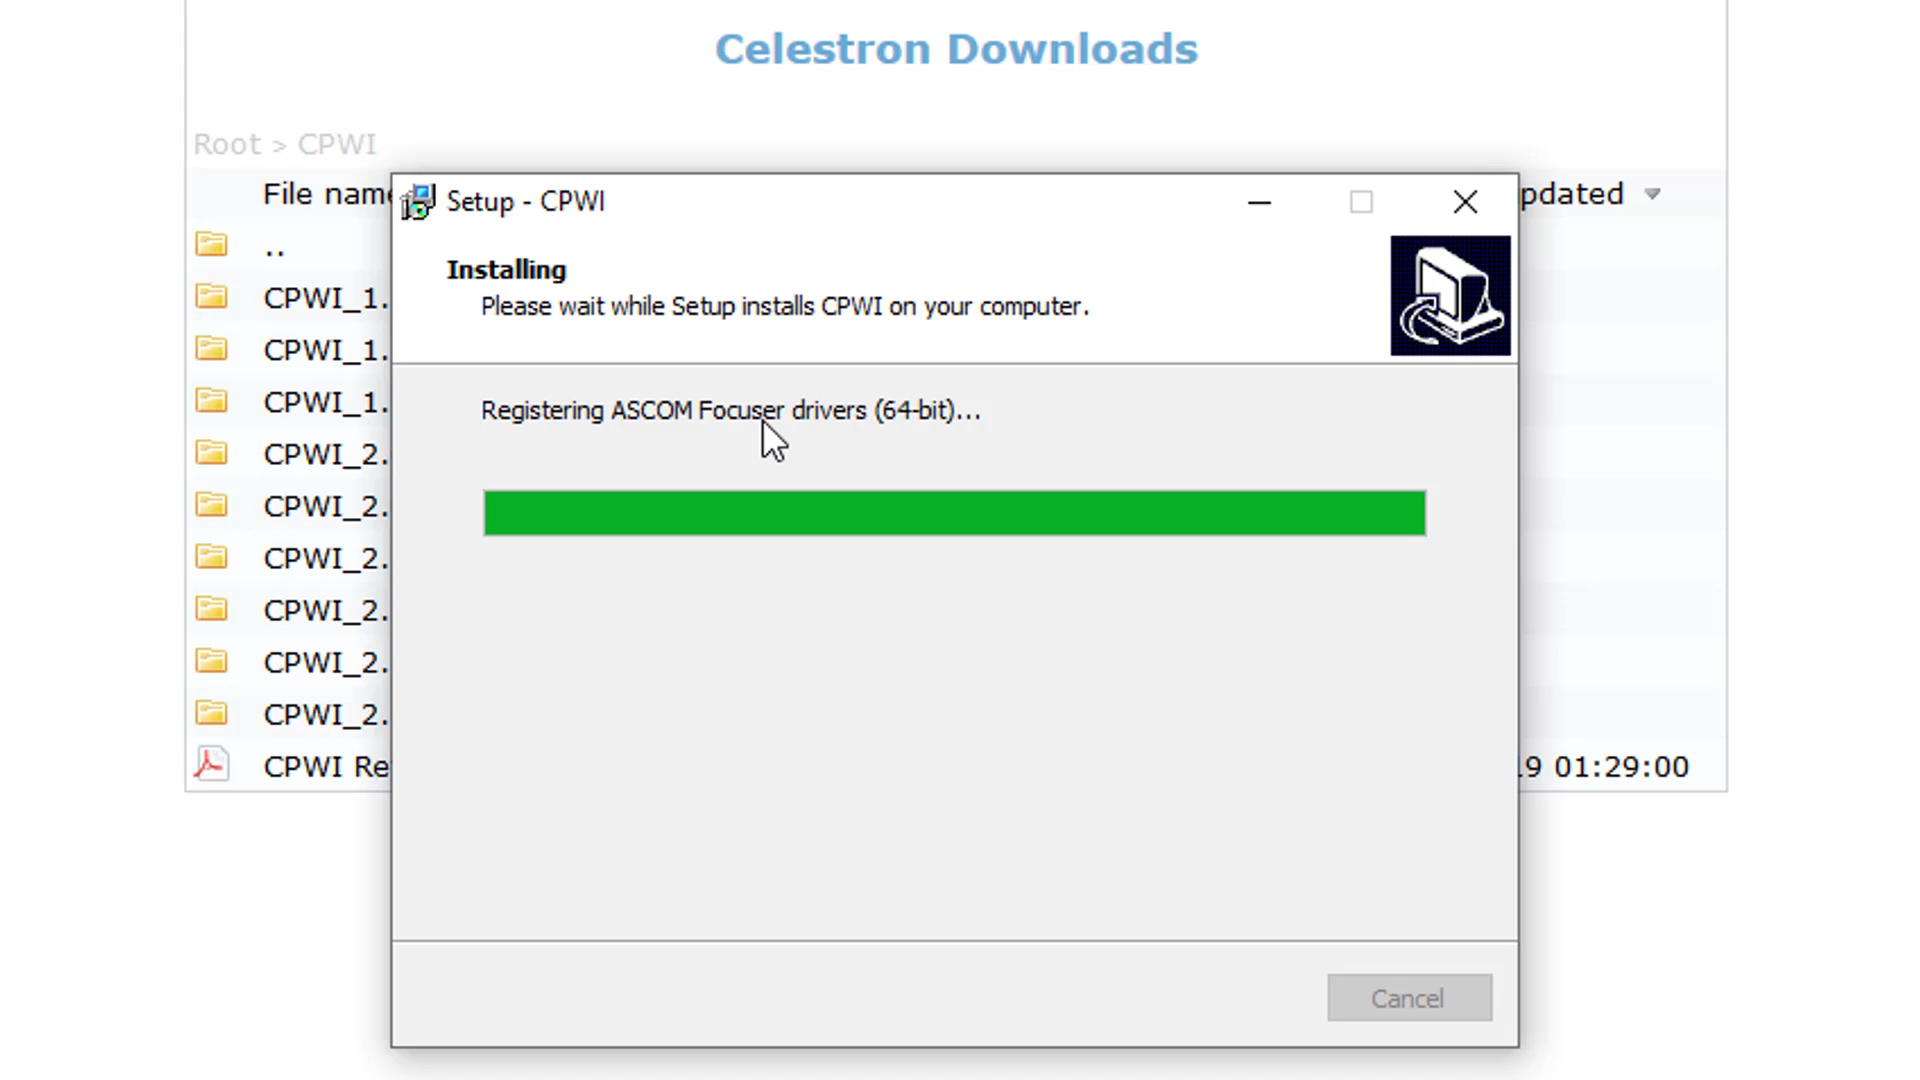 Celestron Downloads
Root > CPWI
File name
pdated
..
CPWI_1.
CPWI_1.
CPWI_1.
CPWI_2.
CPWI_2.
CPWI_2.
CPWI_2.
CPWI_2.
CPWI_2.
CPWI Re
9 01:29:00
Setup - CPWI
Installing
Please wait while Setup installs CPWI on your computer.
Registering ASCOM Focuser drivers (64-bit)...
Cancel